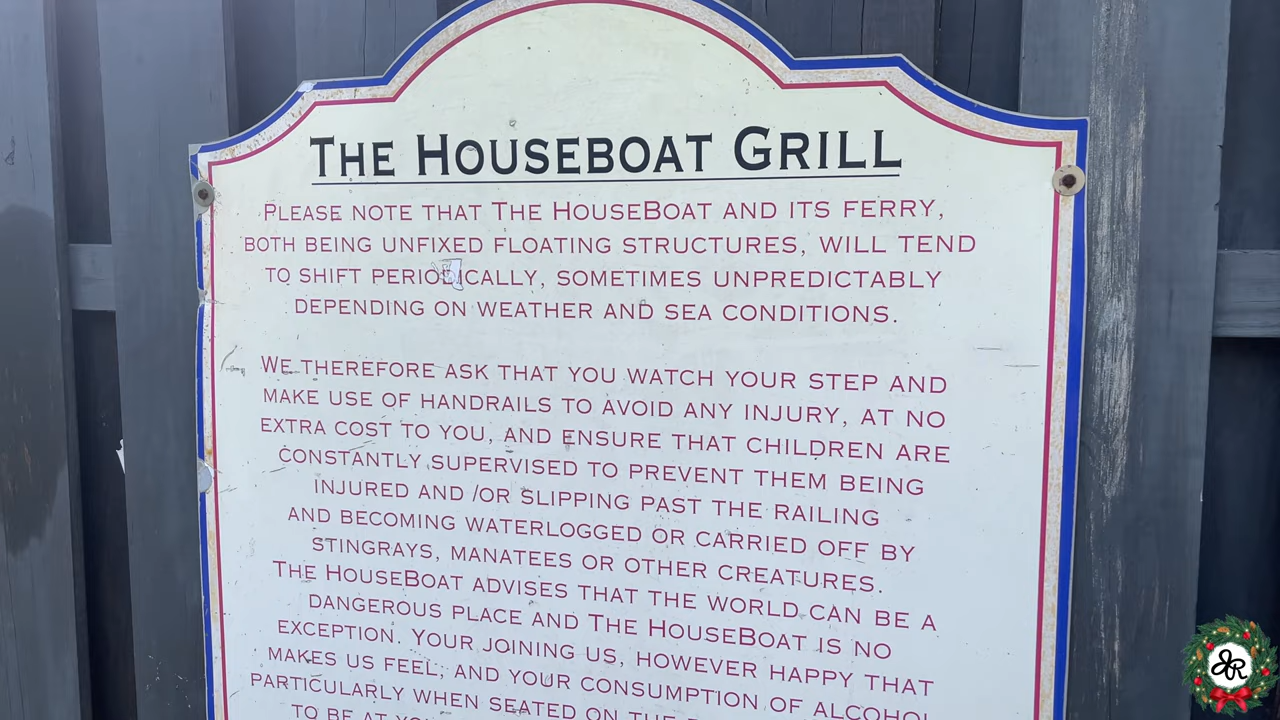 THE HOUSEBOAT GRILL
PLEASE NOTE THAT THE HOUSEBOAT AND ITS FERRY,
BOTH BEING UNFIXED FLOATING STRUCTURES, WILL TEND
TO SHIFT PERIODICALLY, SOMETIMES UNPREDICTABLY
DEPENDING ON WEATHER AND SEA CONDITIONS.
WE THEREFORE ASK THAT YOU WATCH YOUR STEP AND
MAKE USE OF HANDRAILS TO AVOID ANY INJURY, AT NO
EXTRA COST TO YOU, AND ENSURE THAT CHILDREN ARE
CONSTANTLY SUPERVISED TO PREVENT THEM BEING
INJURED AND /OR SLIPPING PAST THE RAILING
AND BECOMING WATERLOGGED OR CARRIED OFF BY
STINGRAYS, MANATEES OR OTHER CREATURES.
THE HOUSEBOAT ADVISES THAT THE WORLD CAN BE A
DANGEROUS PLACE AND THE HOUSEBOAT IS NO
EXCEPTION. YOUR JOINING US, HOWEVER HAPPY THAT
MAKES US FEEL, AND YOUR CONSUMPTION OF ALCOHOL
PARTICULARLY WHEN SEATED ON THE
TO BE AT
JR